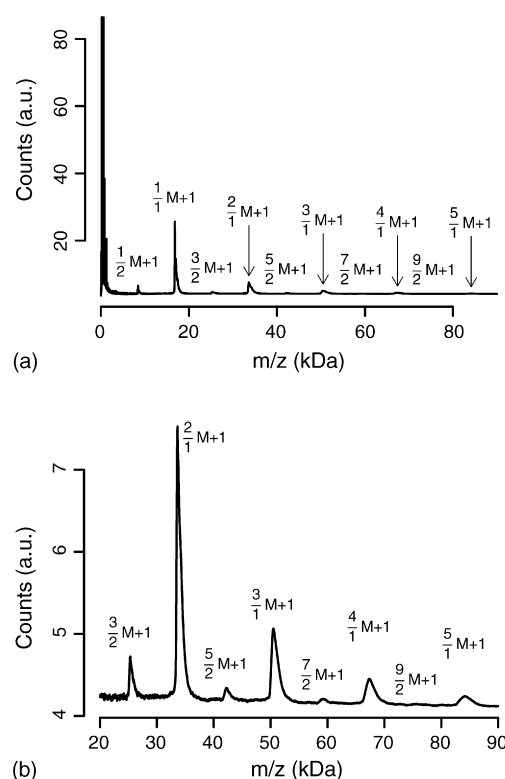 80
60
40
20
Counts (a.u.)
1/1 M+1
2/1 M+1
3/1 M+1
4/1 M+1
5/1 M+1
1/2 M+1
3/2 M+1
5/2 M+1
7/2 M+1
9/2 M+1
0 20 40 60 80
m/z (kDa)
(a)
2/1 M+1
7
6
5
4
Counts (a.u.)
3/2 M+1
5/2 M+1
3/1 M+1
7/2 M+1
4/1 M+1
9/2 M+1
5/1 M+1
20 30 40 50 60 70 80 90
m/z (kDa)
(b)